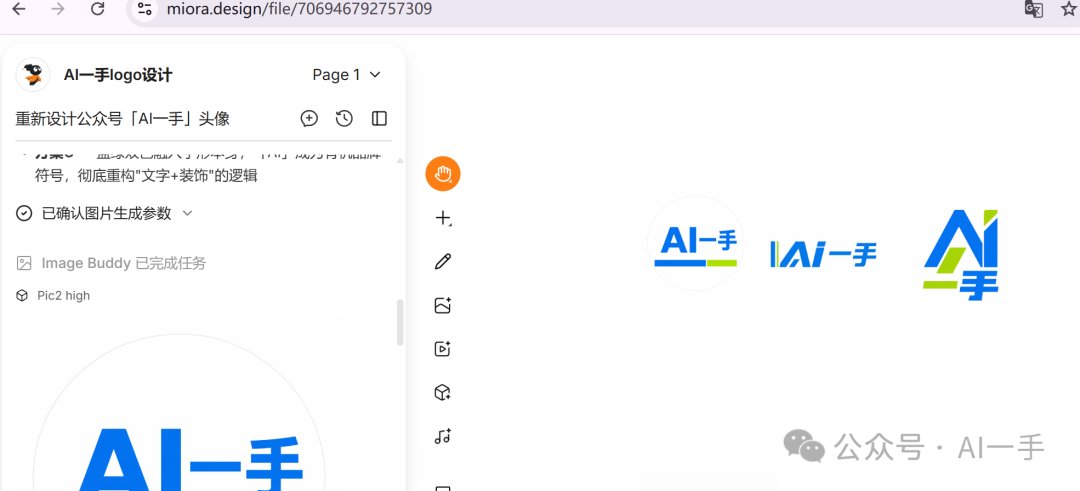 miora.design/file/706946792757309
AI一手logo设计
Page 1
重新设计公众号「AI一手」头像
符号，彻底重构"文字+装饰"的逻辑
已确认图片生成参数
Image Buddy 已完成任务
Pic2 high
AI一手
AI一手
Ai一手
Ai一手
公众号 · AI一手